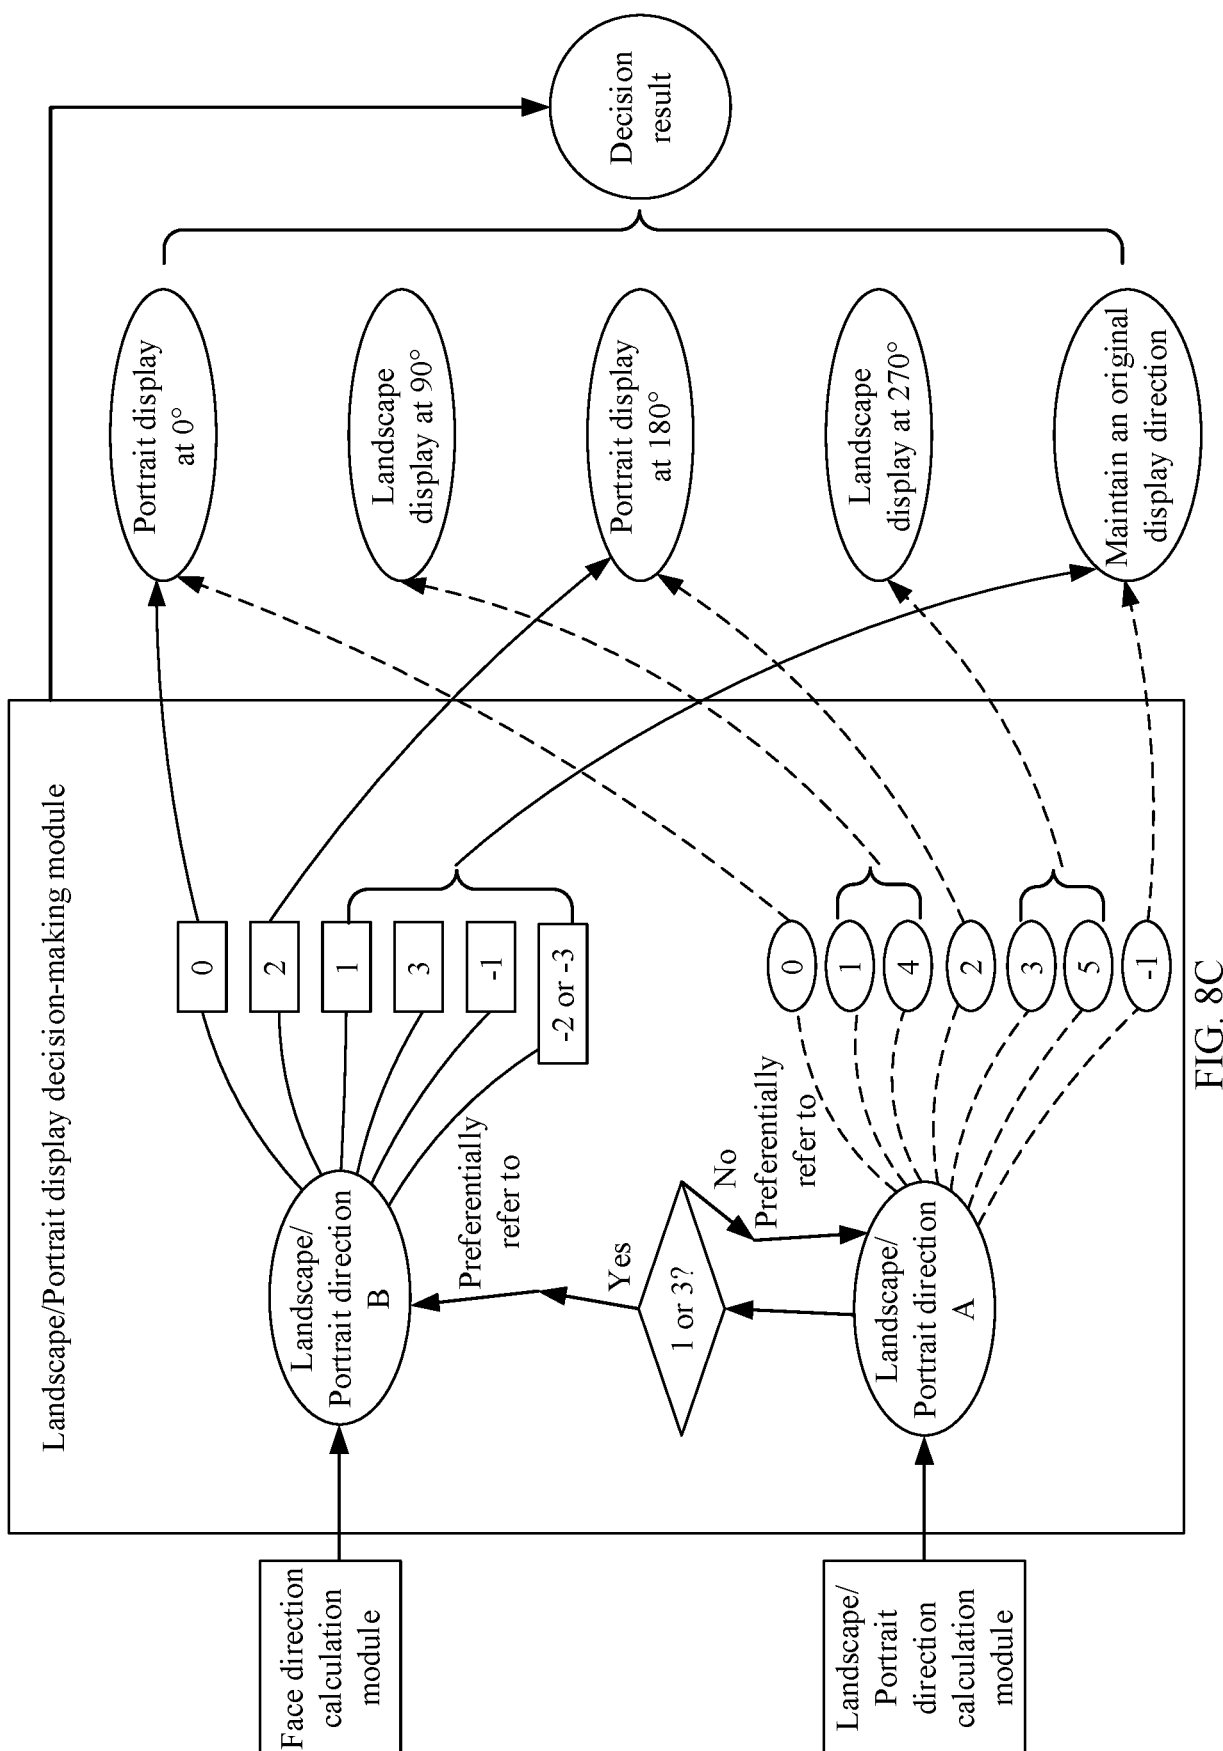 Landscape/Portrait display decision-making module
Face direction
calculation
module
Landscape/
Portrait
direction
calculation
module
Landscape/
Portrait direction
B
Landscape/
Portrait direction
A
1 or 3?
Yes
Preferentially
refer to
No
Preferentially
refer to
0
2
1
3
-1
-2 or -3
0
1
4
2
3
5
-1
Portrait display
at 0°
Landscape
display at 90°
Portrait display
at 180°
Landscape
display at 270°
Maintain an original
display direction
Decision
result
FIG. 8C